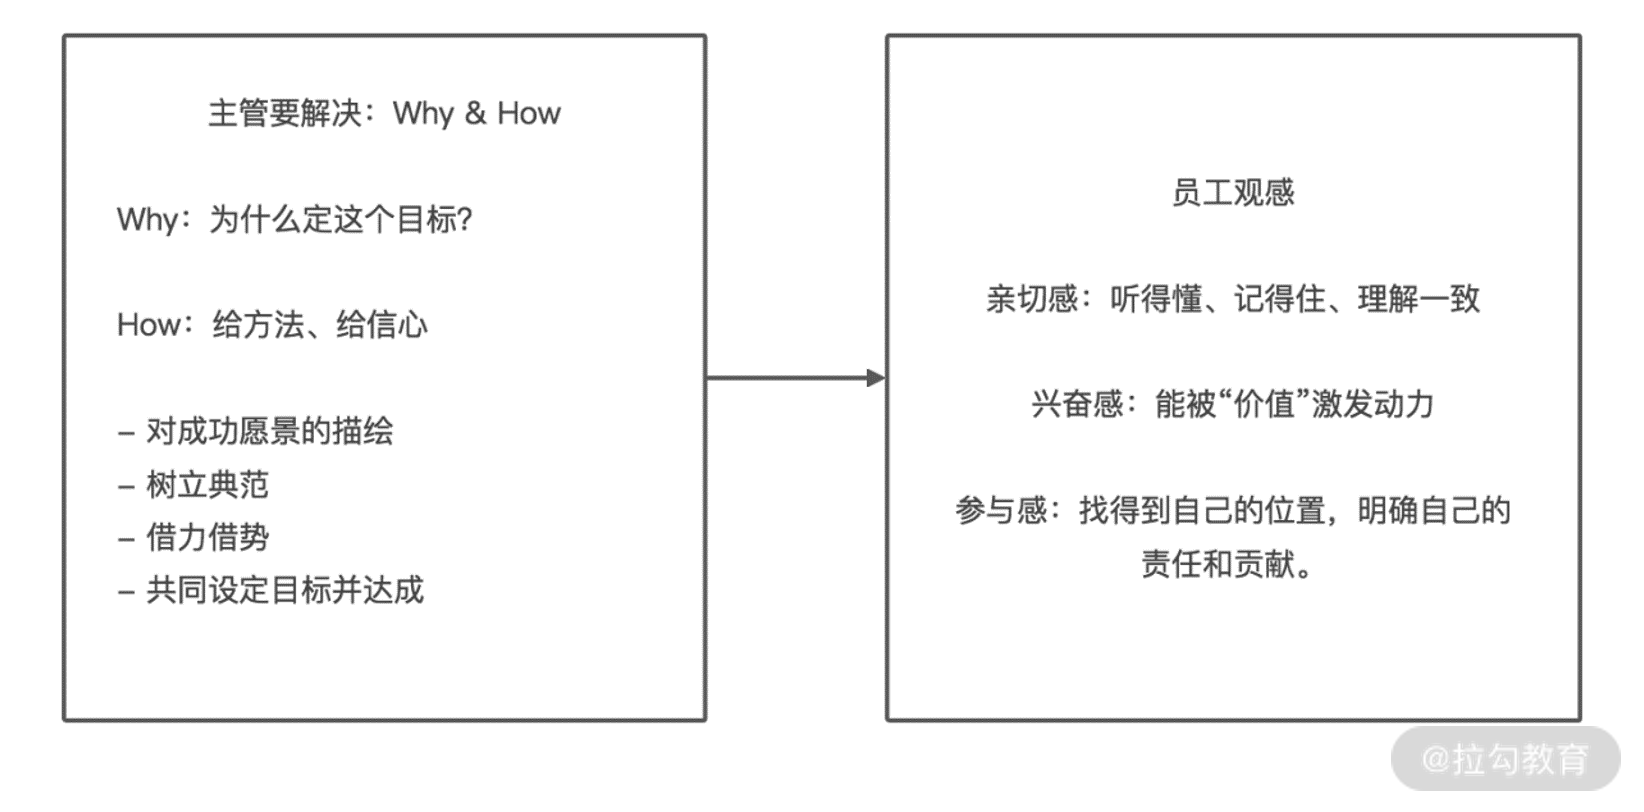 主管要解决：Why & How
Why：为什么定这个目标？
How：给方法、给信心
– 对成功愿景的描绘
– 树立典范
– 借力借势
– 共同设定目标并达成
员工观感
亲切感：听得懂、记得住、理解一致
兴奋感：能被“价值”激发动力
参与感：找得到自己的位置，明确自己的
责任和贡献。
@拉勾教育